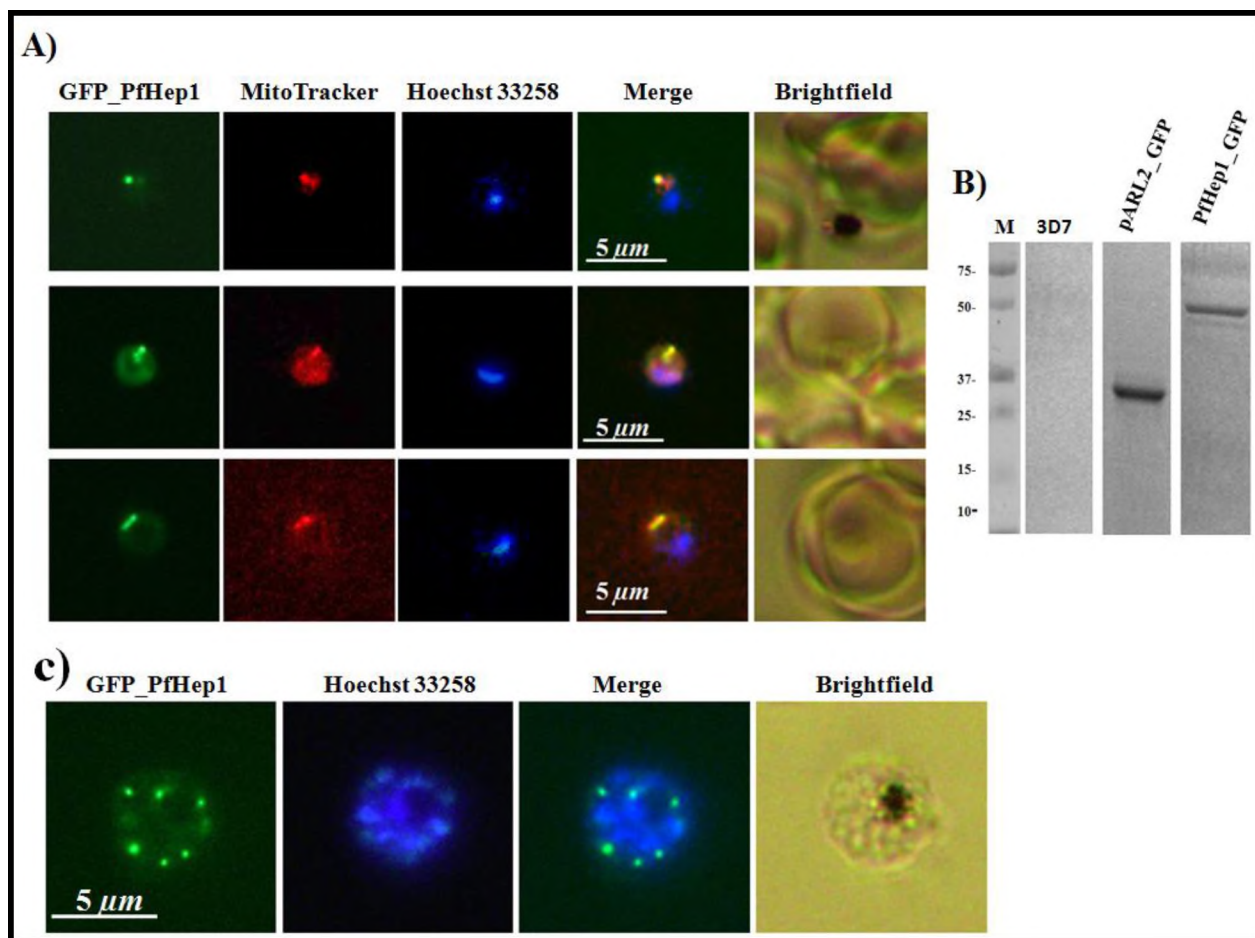 A)
GFP_PfHep1 MitoTracker Hoechst 33258 Merge Brightfield
5 µm
5 µm
5 µm
B)
M 3D7 pARL2_GFP PfHep1_GFP
75-
50-
37-
25-
15-
10-
c)
GFP_PfHep1 Hoechst 33258 Merge Brightfield
5 µm